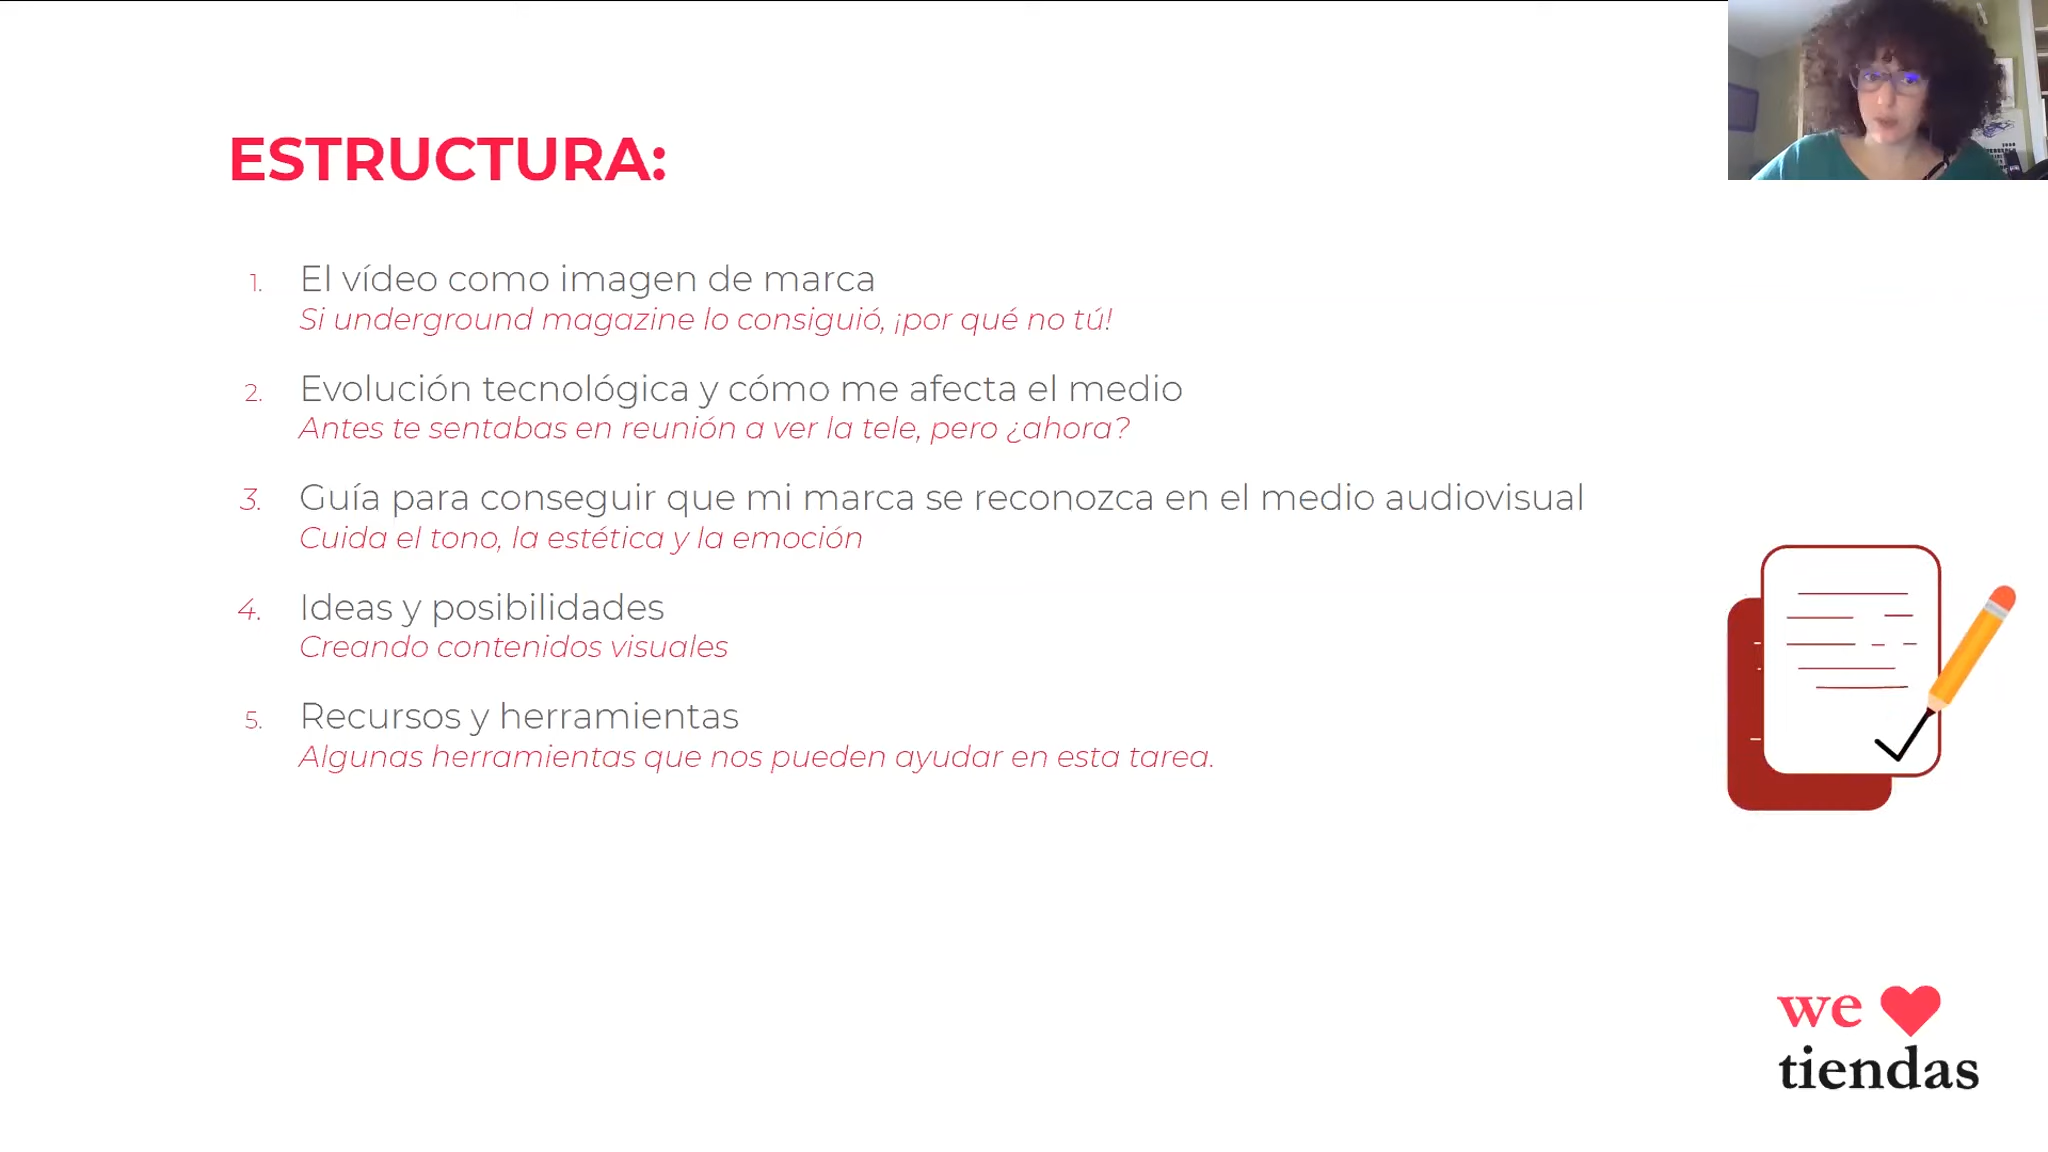 ESTRUCTURA:
1. El vídeo como imagen de marca
Si underground magazine lo consiguió, ¡por qué no tú!
2. Evolución tecnológica y cómo me afecta el medio
Antes te sentabas en reunión a ver la tele, pero ¿ahora?
3. Guía para conseguir que mi marca se reconozca en el medio audiovisual
Cuida el tono, la estética y la emoción
4. Ideas y posibilidades
Creando contenidos visuales
5. Recursos y herramientas
Algunas herramientas que nos pueden ayudar en esta tarea.
we
tiendas